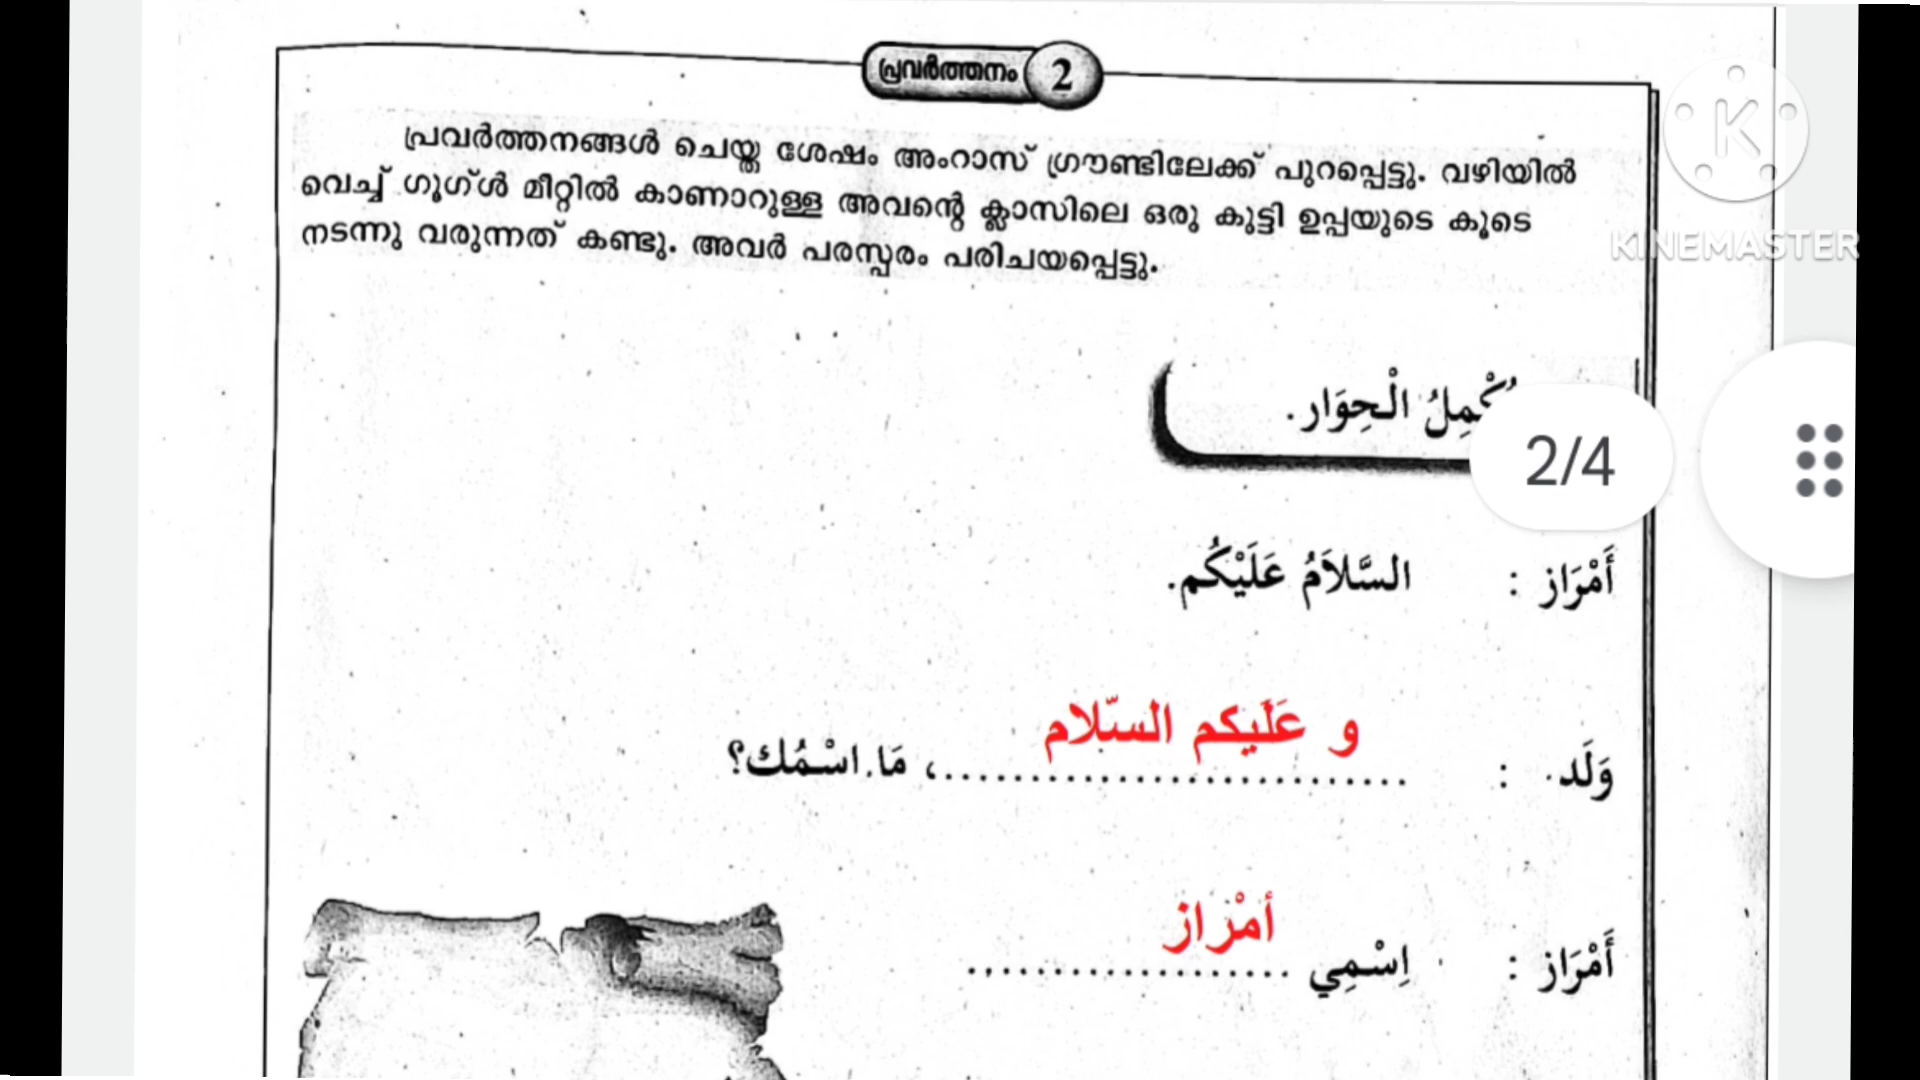 പ്രവർത്തനം 2
പ്രവർത്തനങ്ങൾ ചെയ്ത ശേഷം അംറാസ് ഗ്രൗണ്ടിലേക്ക് പുറപ്പെട്ടു. വഴിയിൽ
വെച്ച് ഗൂഗ്ൾ മീറ്റിൽ കാണാറുള്ള അവന്റെ ക്ലാസിലെ ഒരു കുട്ടി ഉപ്പയുടെ കൂടെ
നടന്നു വരുന്നത് കണ്ടു. അവർ പരസ്പരം പരിചയപ്പെട്ടു.
KINEMASTER
الْحِوَار.
2/4
أَمْرَاز : السَّلاَمُ عَلَيْكُم.
و عَلَيكم السّلام
وَلَد : ............................، مَا اسْمُك؟
أمْراز
أَمْرَاز : اِسْمِي ....................